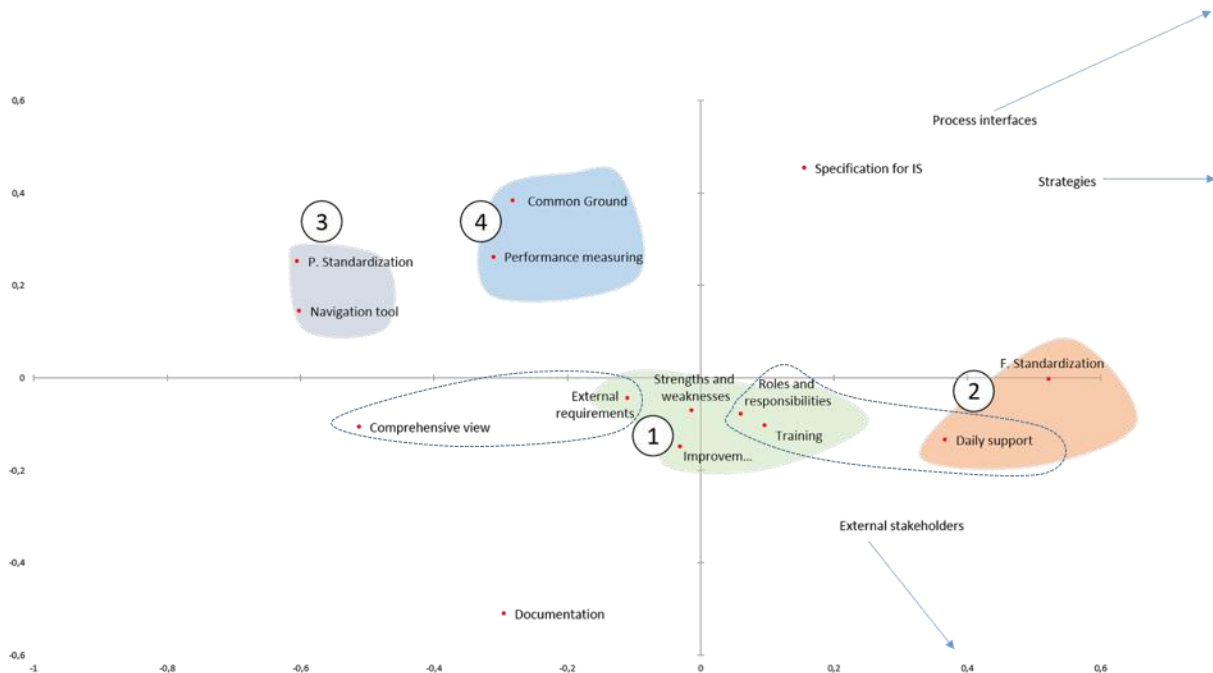 Process interfaces
0,6
Specification for IS
Strategies
0,4
Common Ground
3
4
P. Standardization
Performance measuring
0,2
Navigation tool
0
F. Standardization
Strengths and
weaknesses
Roles and
responsibilities
2
External
requirements
Comprehensive view
1
Training
Daily support
Improvem...
-0,2
External stakeholders
-0,4
Documentation
-0,6
-1
-0,8
-0,6
-0,4
-0,2
0
0,2
0,4
0,6